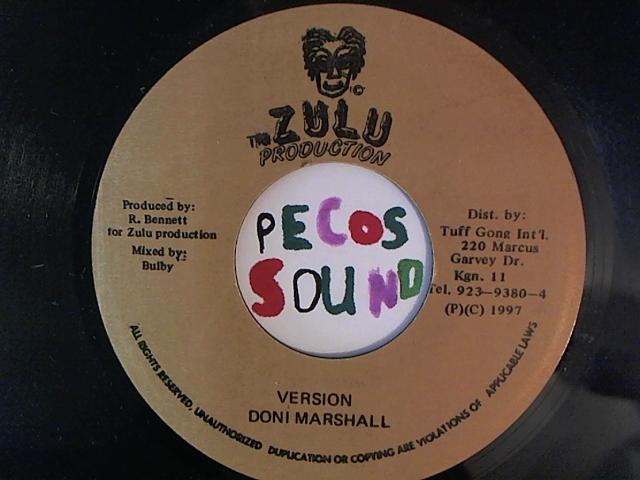 ©
THE ZULU
PRODUCTION
Produced by:
R. Bennett
for Zulu production
Mixed by:
Bulby
PECOS
SOUND
Dist. by:
Tuff Gong Int'l.
220 Marcus
Garvey Dr.
Kgn. 11
Tel. 923-9380-4
(P)(C) 1997
VERSION
DONI MARSHALL
ALL RIGHTS RESERVED, UNAUTHORIZED DUPLICATION OR COPYING ARE VIOLATIONS OF APPLICABLE LAWS